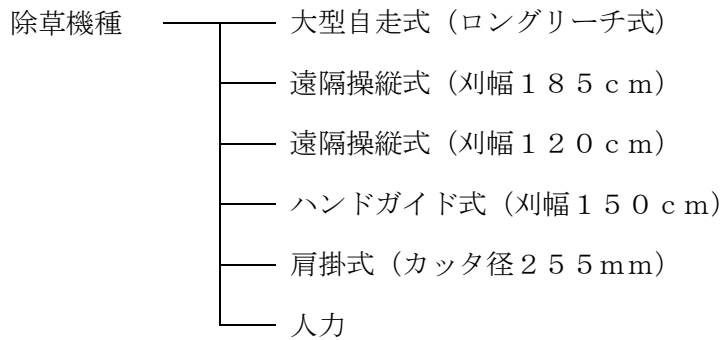 除草機種 大型自走式（ロングリーチ式）
遠隔操縦式（刈幅１８５ｃｍ）
遠隔操縦式（刈幅１２０ｃｍ）
ハンドガイド式（刈幅１５０ｃｍ）
肩掛式（カッタ径２５５ｍｍ）
人力